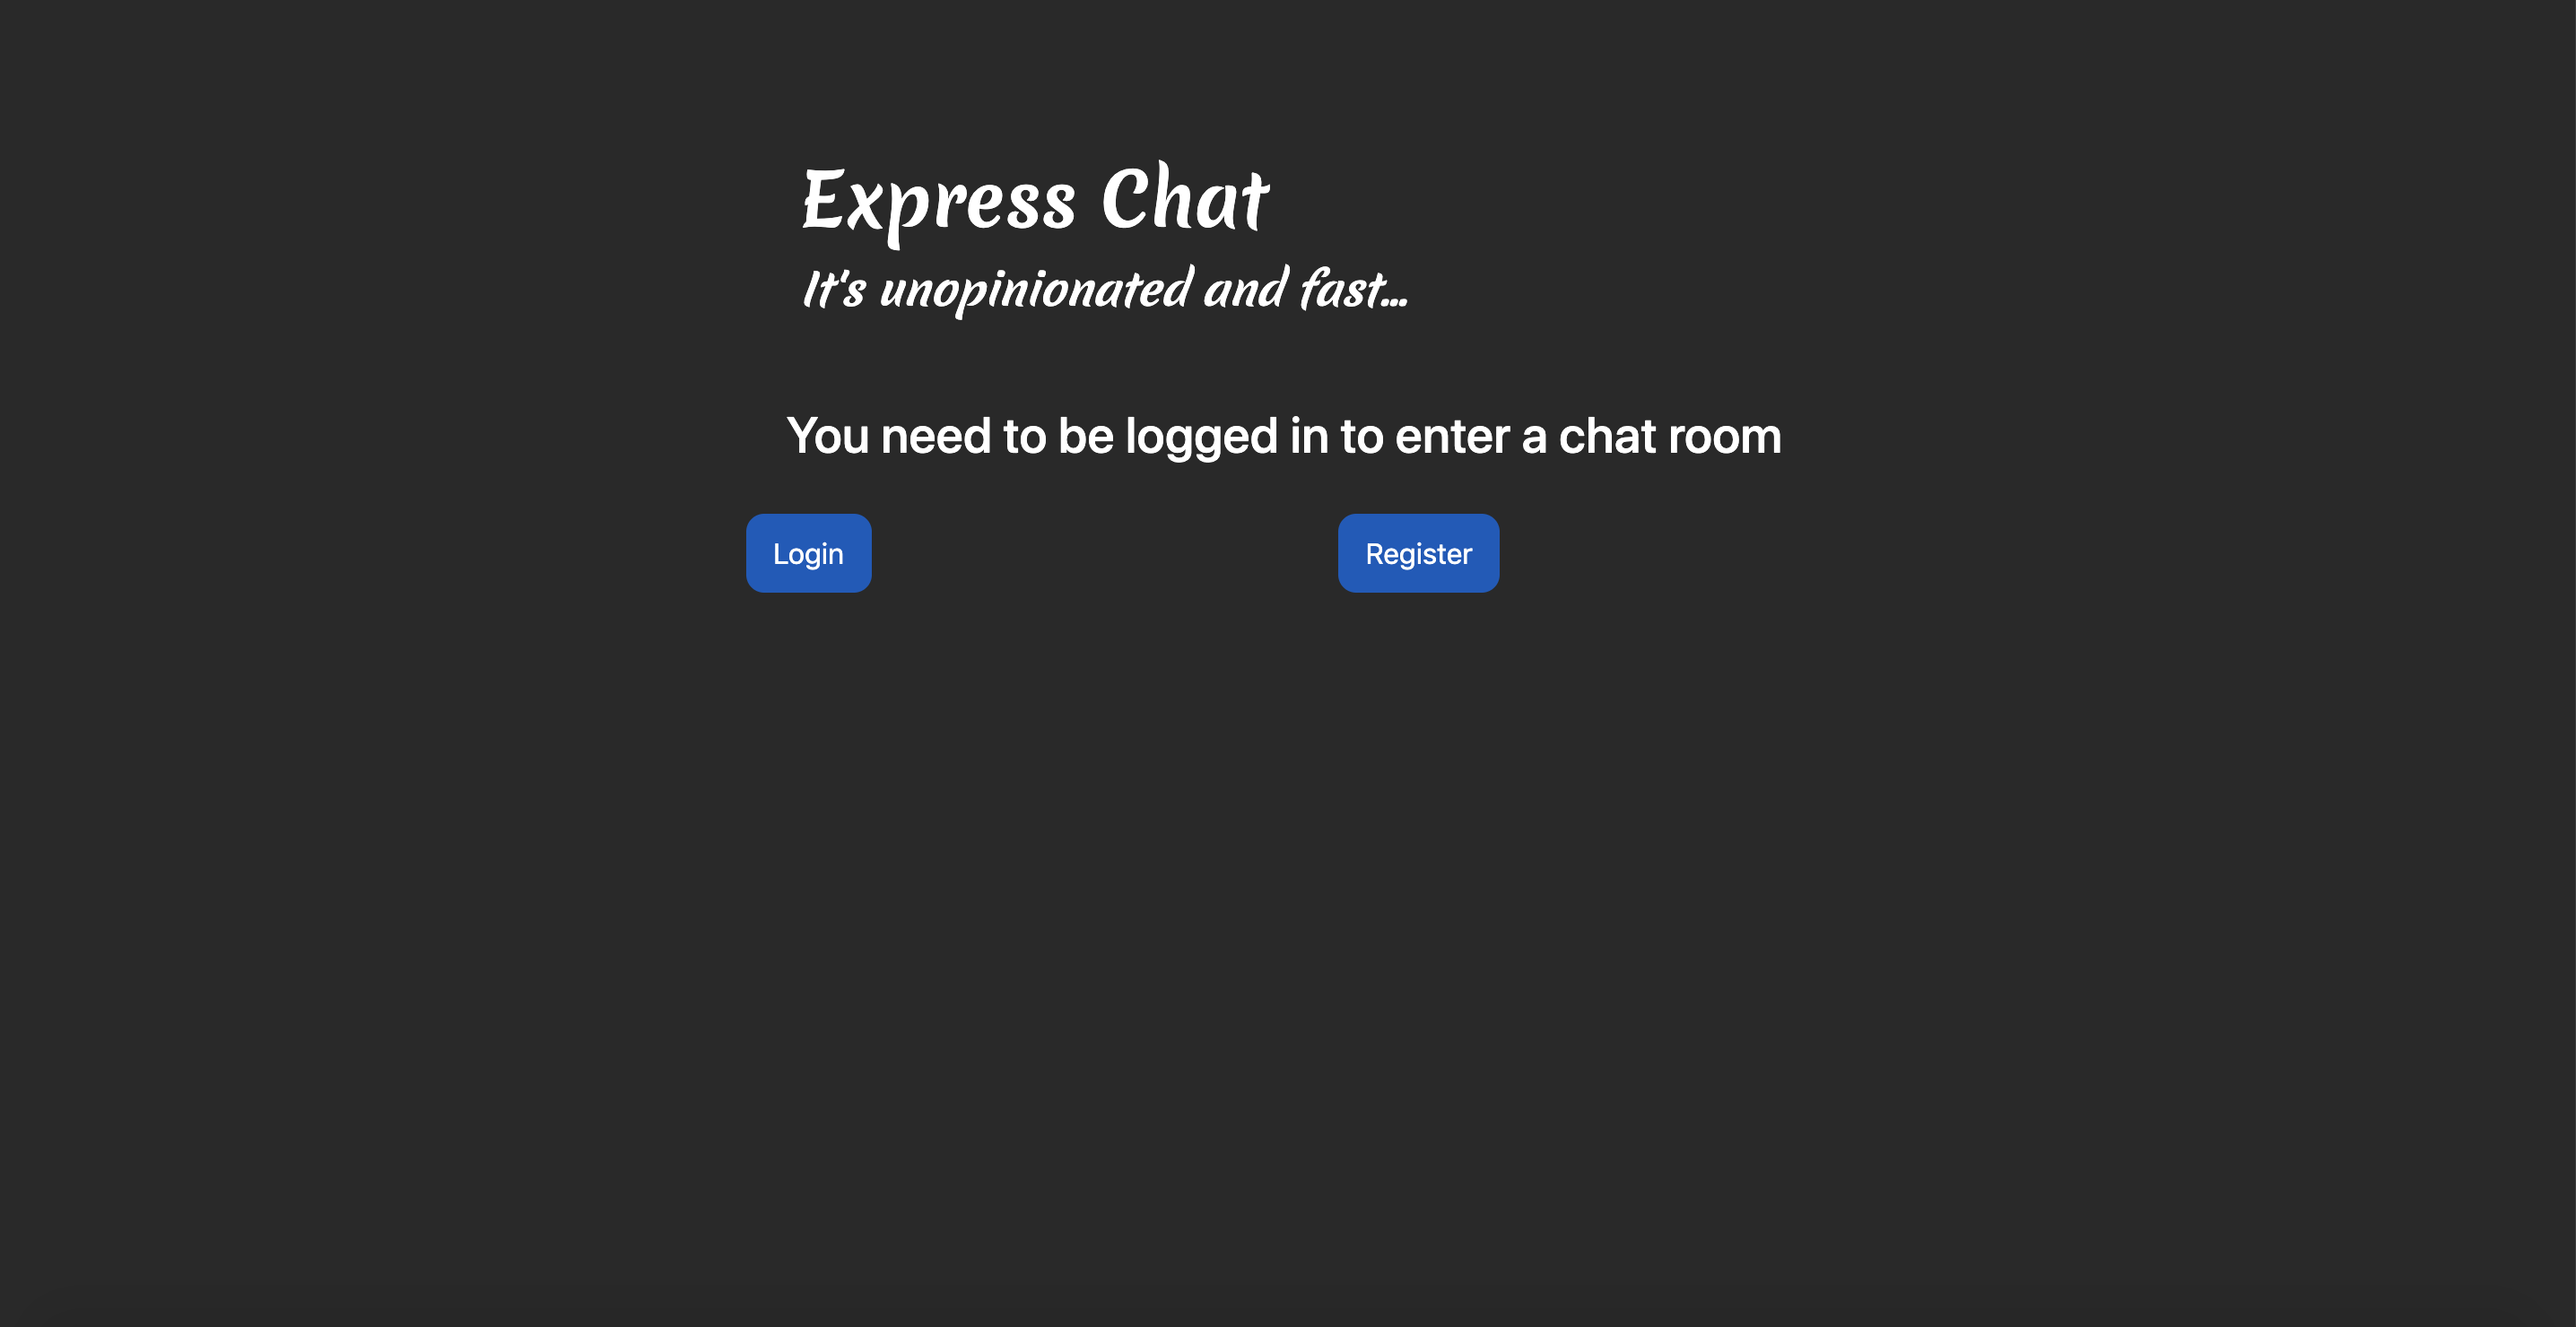 Express Chat
It's unopinionated and fast...
You need to be logged in to enter a chat room
Login
Register